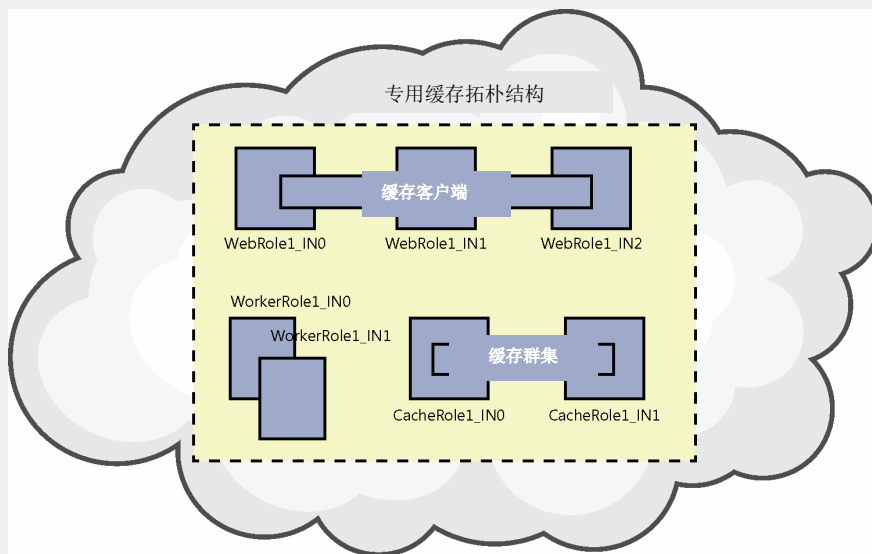 专用缓存拓朴结构
缓存客户端
WebRole1_IN0
WebRole1_IN1
WebRole1_IN2
WorkerRole1_IN0
WorkerRole1_IN1
缓存群集
CacheRole1_IN0
CacheRole1_IN1